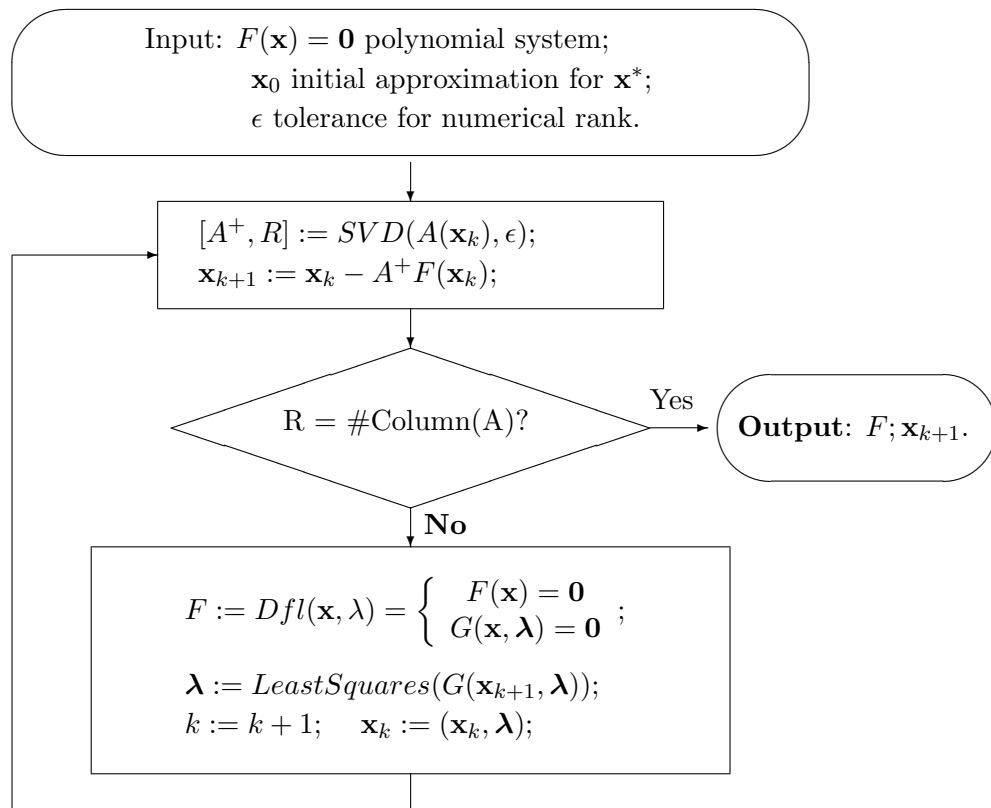 Input: F(𝐱) = 𝟎 polynomial system;
𝐱₀ initial approximation for 𝐱*;
ϵ tolerance for numerical rank.
[A⁺, R] := SVD(A(𝐱ₖ), ϵ);
𝐱ₖ₊₁ := 𝐱ₖ − A⁺F(𝐱ₖ);
R = #Column(A)?
Yes
Output: F; 𝐱ₖ₊₁.
No
F := Dfl(𝐱, λ) = { F(𝐱) = 𝟎
G(𝐱, 𝛌) = 𝟎 ;
𝛌 := LeastSquares(G(𝐱ₖ₊₁, 𝛌));
k := k + 1; 𝐱ₖ := (𝐱ₖ, 𝛌);